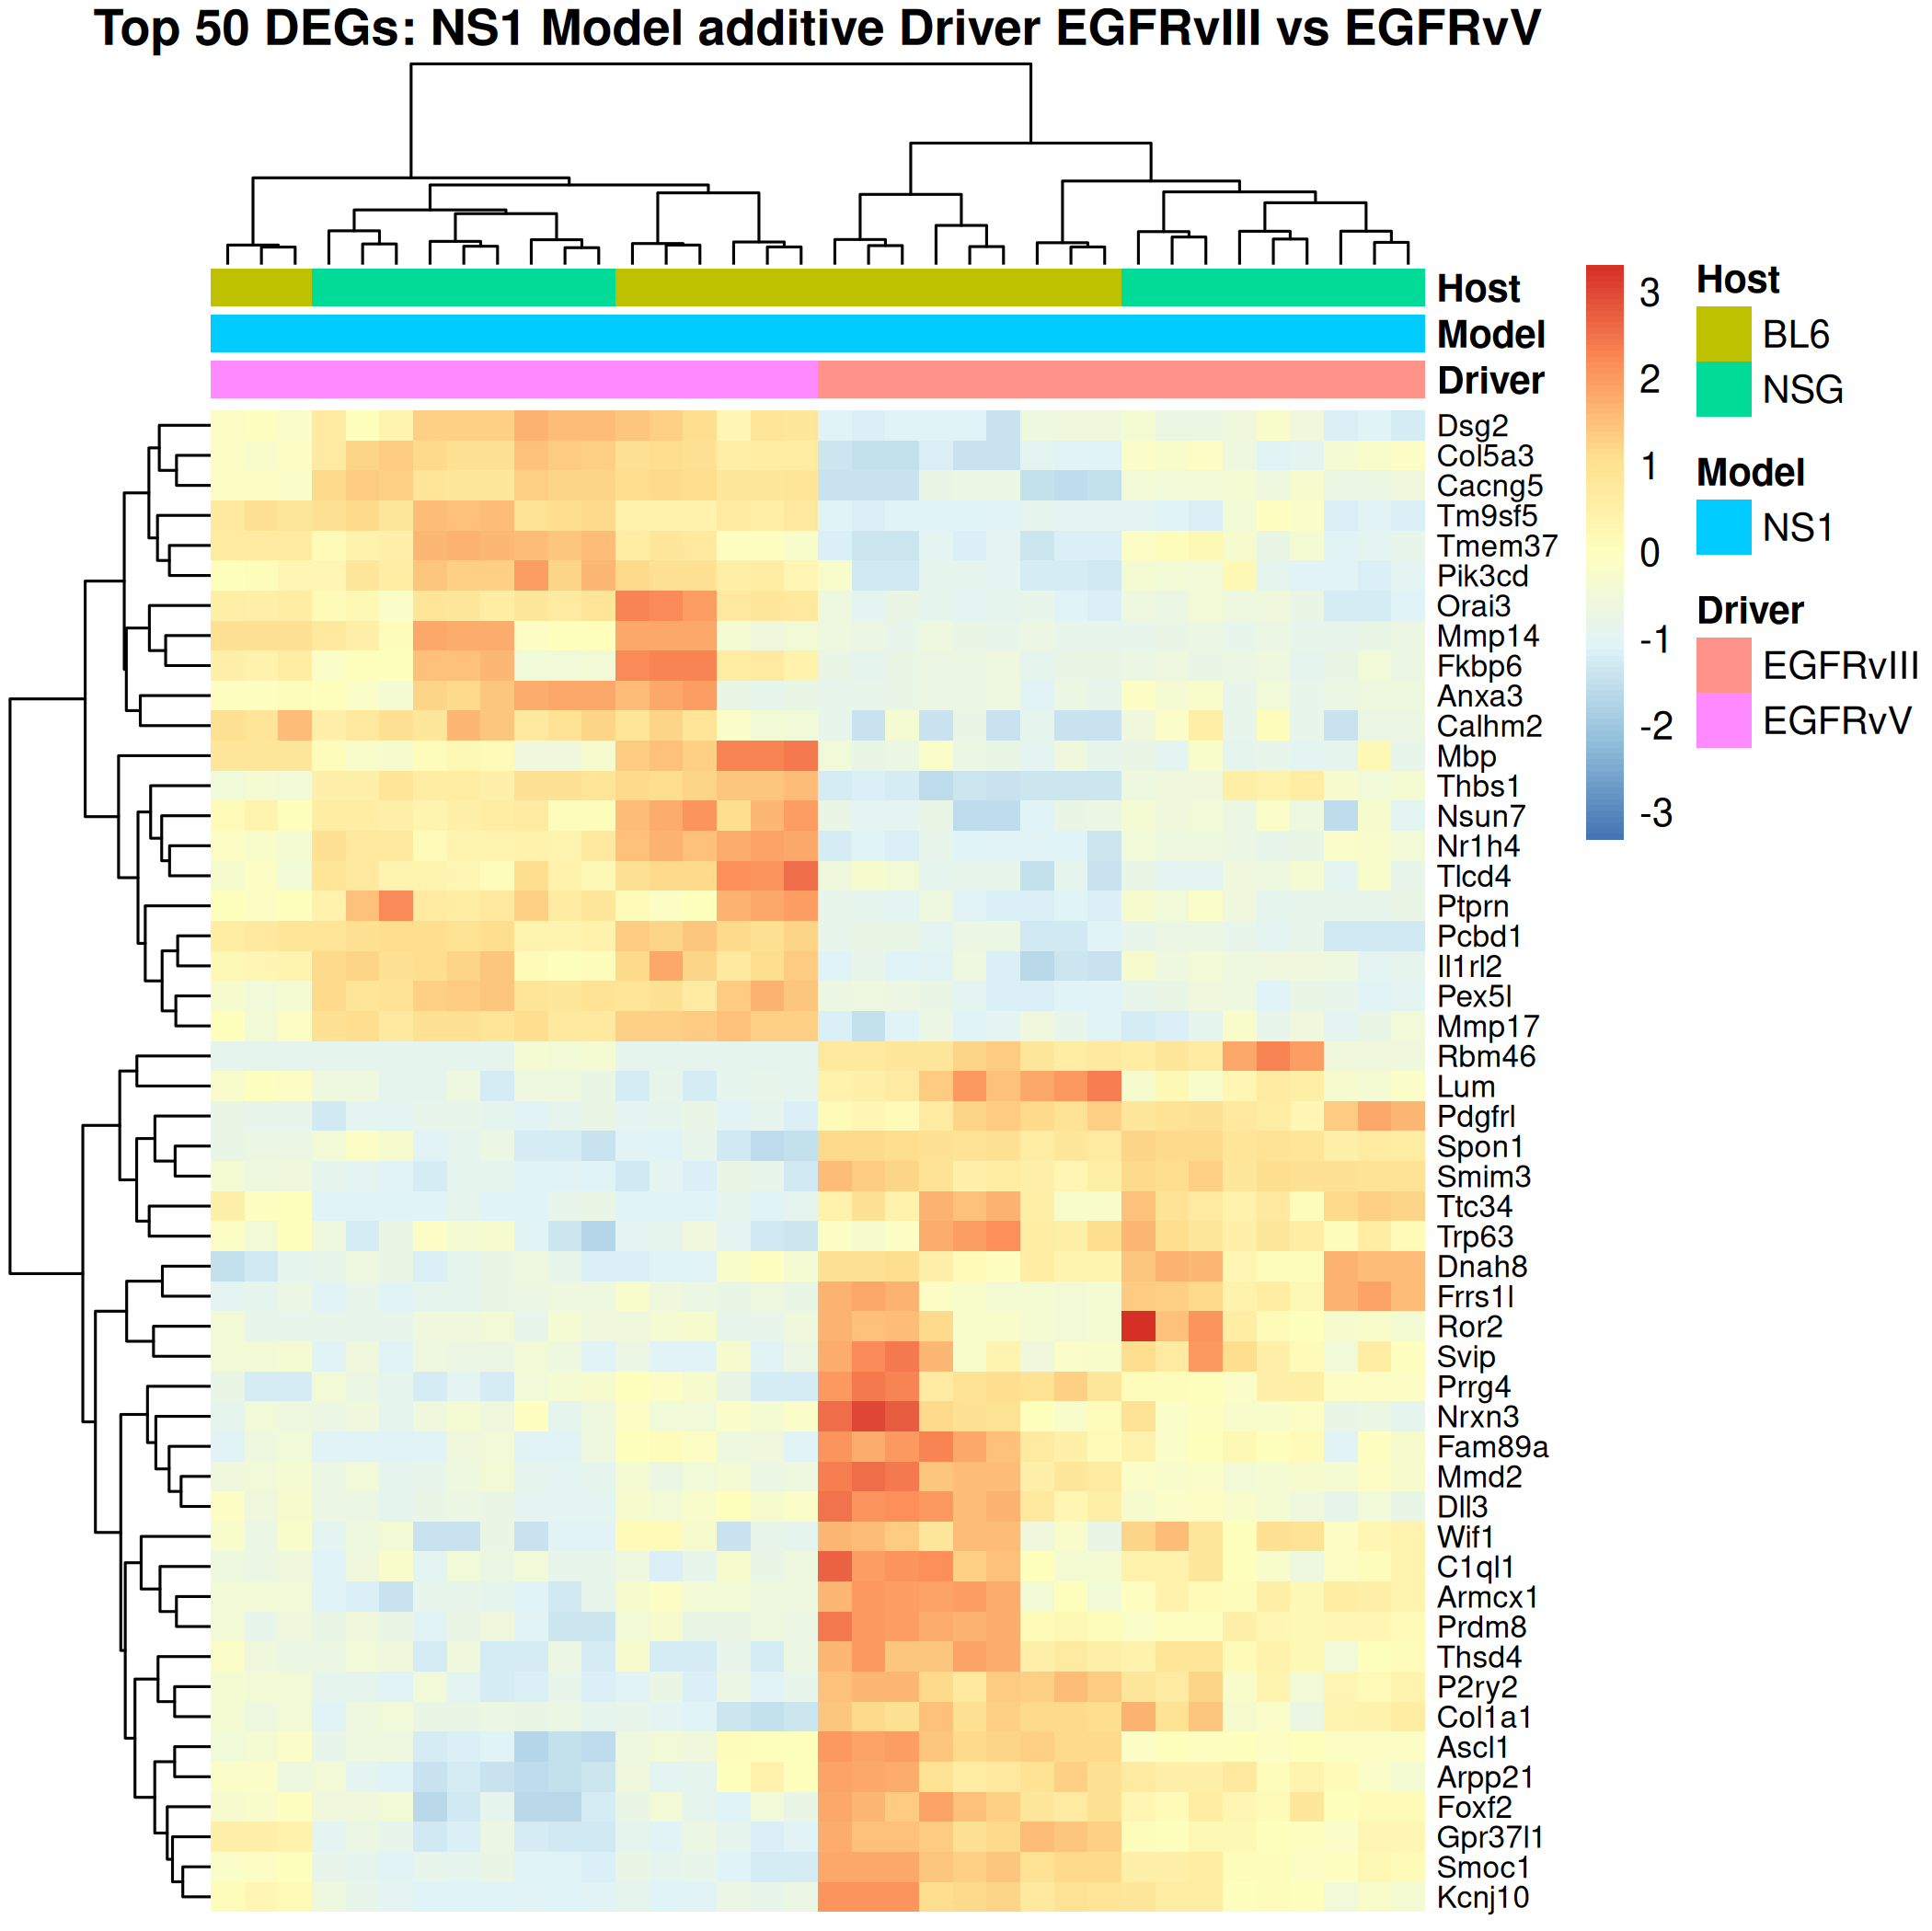 Top 50 DEGs: NS1 Model additive Driver EGFRvIII vs EGFRvV
Host
Model
Driver
Dsg2
Col5a3
Cacng5
Tm9sf5
Tmem37
Pik3cd
Orai3
Mmp14
Fkbp6
Anxa3
Calhm2
Mbp
Thbs1
Nsun7
Nr1h4
Tlcd4
Ptprn
Pcbd1
Il1rl2
Pex5l
Mmp17
Rbm46
Lum
Pdgfrl
Spon1
Smim3
Ttc34
Trp63
Dnah8
Frrs1l
Ror2
Svip
Prrg4
Nrxn3
Fam89a
Mmd2
Dll3
Wif1
C1ql1
Armcx1
Prdm8
Thsd4
P2ry2
Col1a1
Ascl1
Arpp21
Foxf2
Gpr37l1
Smoc1
Kcnj10
3
2
1
0
-1
-2
-3
Host
BL6
NSG
Model
NS1
Driver
EGFRvIII
EGFRvV